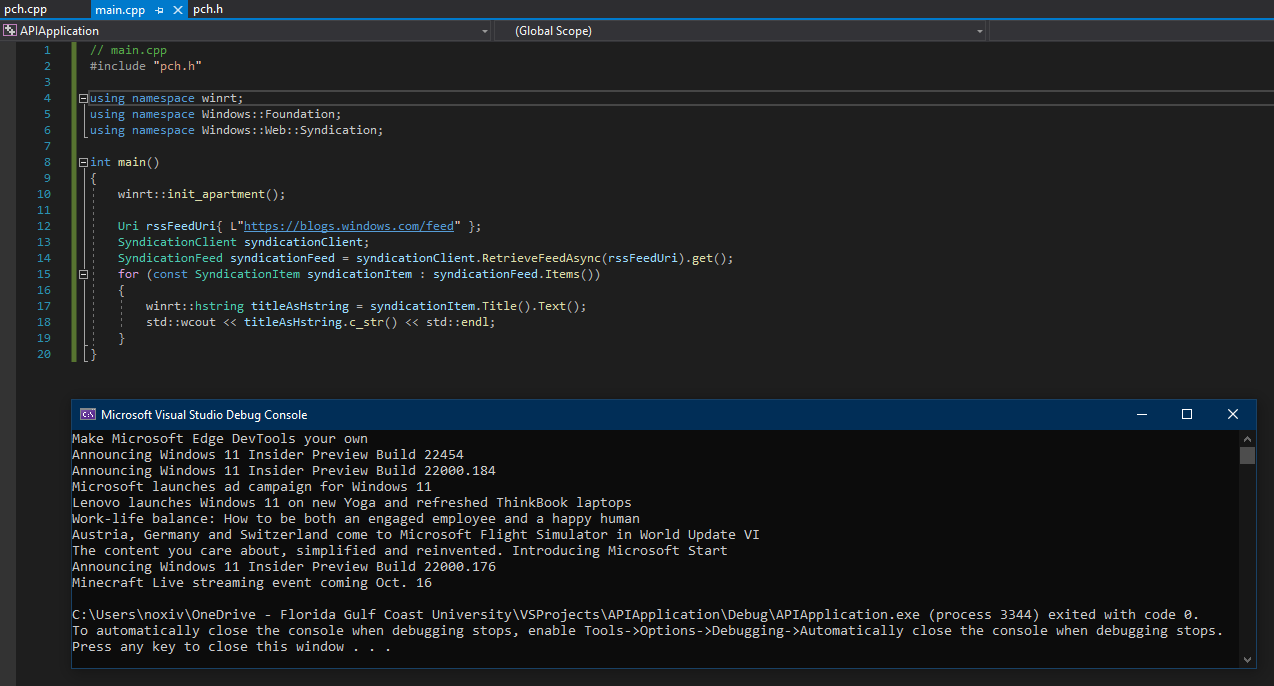 pch.cpp main.cpp pch.h
APIApplication (Global Scope)
1 // main.cpp
2 #include "pch.h"
3
4 using namespace winrt;
5 using namespace Windows::Foundation;
6 using namespace Windows::Web::Syndication;
7
8 int main()
9 {
10 winrt::init_apartment();
11
12 Uri rssFeedUri{ L"https://blogs.windows.com/feed" };
13 SyndicationClient syndicationClient;
14 SyndicationFeed syndicationFeed = syndicationClient.RetrieveFeedAsync(rssFeedUri).get();
15 for (const SyndicationItem syndicationItem : syndicationFeed.Items())
16 {
17 winrt::hstring titleAsHstring = syndicationItem.Title().Text();
18 std::wcout << titleAsHstring.c_str() << std::endl;
19 }
20 }
Microsoft Visual Studio Debug Console
Make Microsoft Edge DevTools your own
Announcing Windows 11 Insider Preview Build 22454
Announcing Windows 11 Insider Preview Build 22000.184
Microsoft launches ad campaign for Windows 11
Lenovo launches Windows 11 on new Yoga and refreshed ThinkBook laptops
Work-life balance: How to be both an engaged employee and a happy human
Austria, Germany and Switzerland come to Microsoft Flight Simulator in World Update VI
The content you care about, simplified and reinvented. Introducing Microsoft Start
Announcing Windows 11 Insider Preview Build 22000.176
Minecraft Live streaming event coming Oct. 16
C:\Users\noxiv\OneDrive - Florida Gulf Coast University\VSProjects\APIApplication\Debug\APIApplication.exe (process 3344) exited with code 0.
To automatically close the console when debugging stops, enable Tools->Options->Debugging->Automatically close the console when debugging stops.
Press any key to close this window . . .